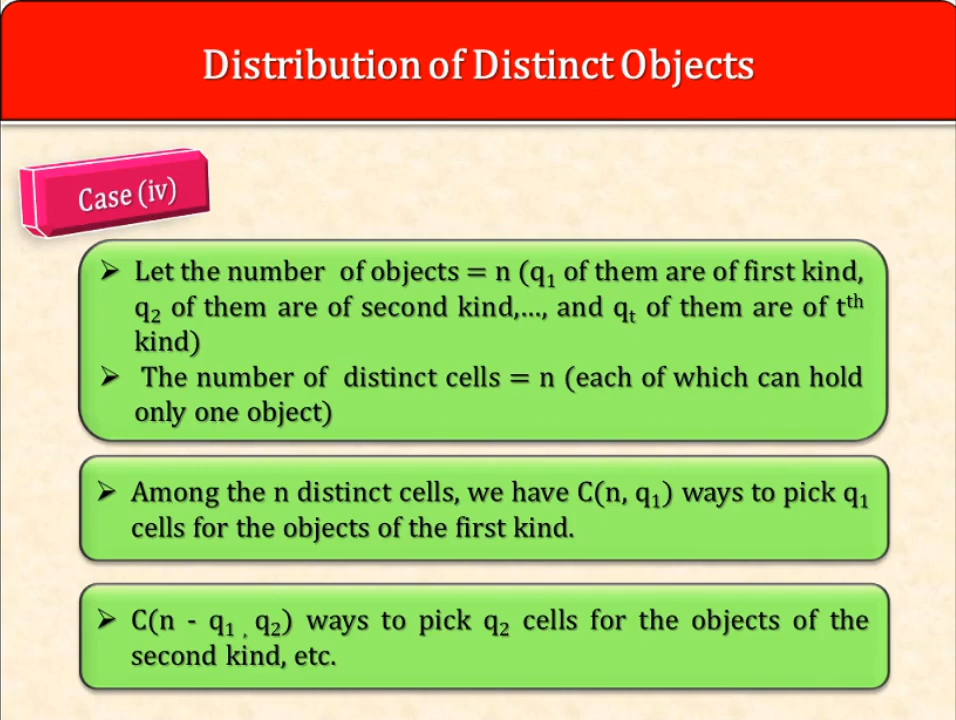 Distribution of Distinct Objects
Case (iv)
➢ Let the number of objects = n (q₁ of them are of first kind,
q₂ of them are of second kind,..., and qₜ of them are of tᵗʰ
kind)
➢ The number of distinct cells = n (each of which can hold
only one object)
➢ Among the n distinct cells, we have C(n, q₁) ways to pick q₁
cells for the objects of the first kind.
➢ C(n - q₁ , q₂) ways to pick q₂ cells for the objects of the
second kind, etc.